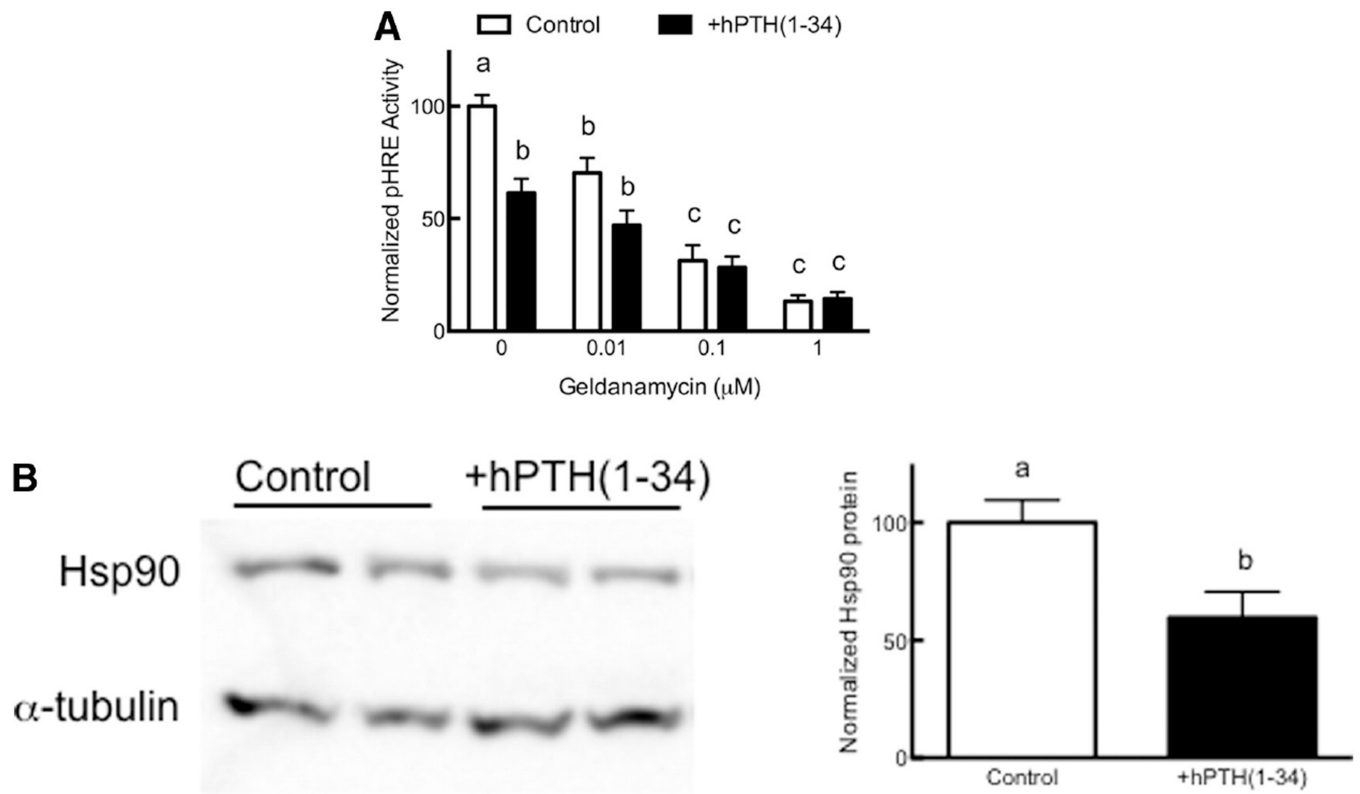 A
Control +hPTH(1-34)
Normalized pHRE Activity
100
50
0
a
b
b
b
c
c
c
c
0 0.01 0.1 1
Geldanamycin (μM)
B
Control +hPTH(1-34)
Hsp90
α-tubulin
Normalized Hsp90 protein
100
50
0
a
b
Control +hPTH(1-34)